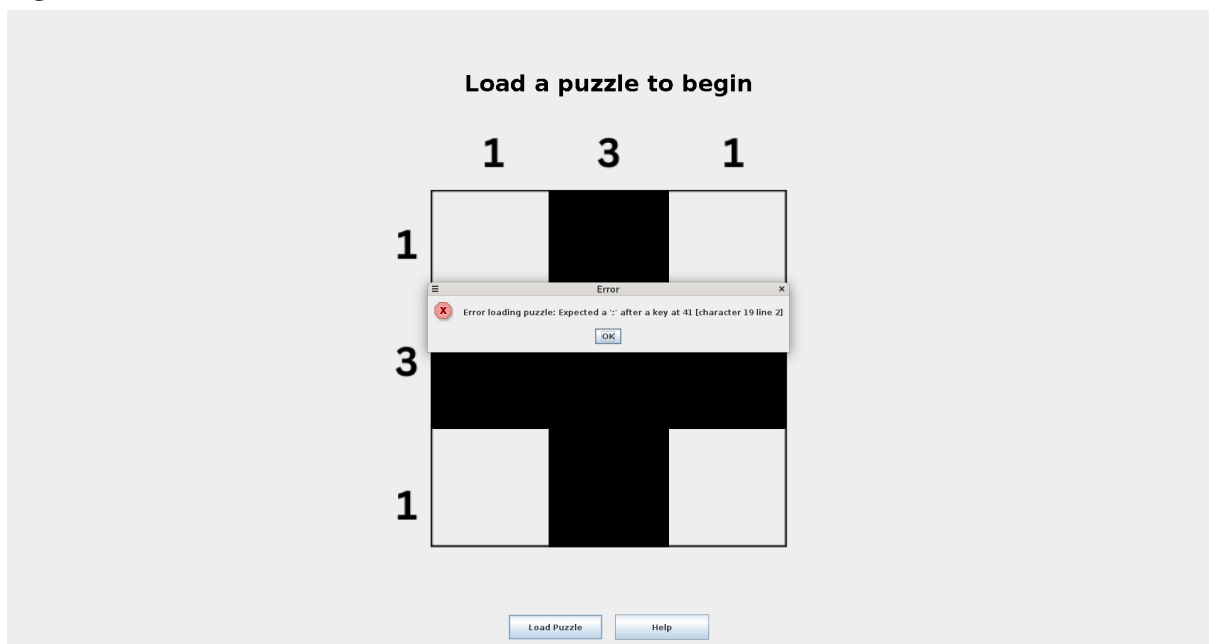 Load a puzzle to begin
1 3 1
1
Error
X Error loading puzzle: Expected a ':' after a key at 41 [character 19 line 2]
OK
3
1
Load Puzzle Help